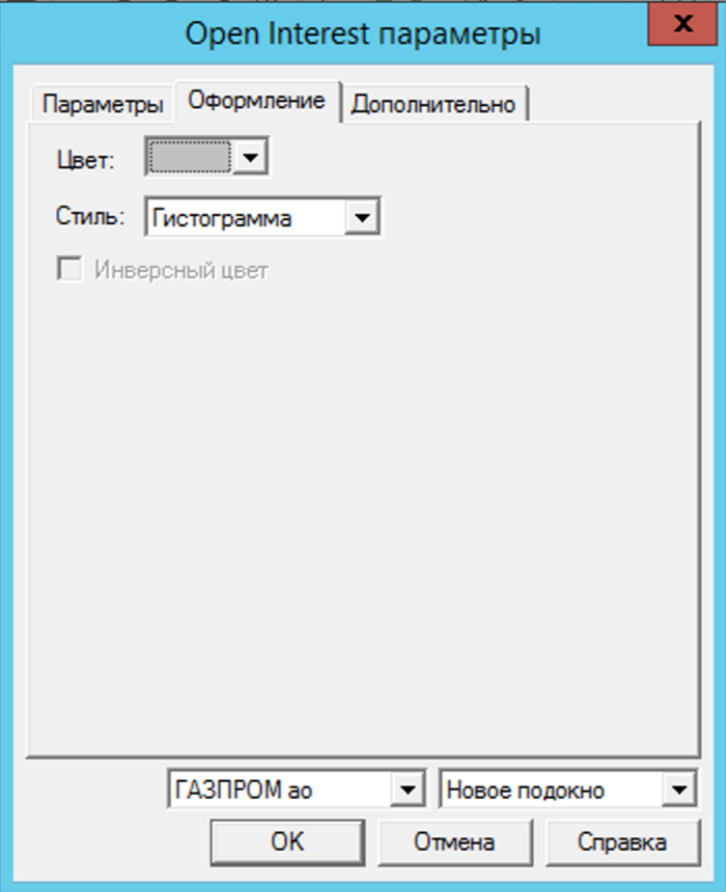 Open Interest параметры
x
Параметры Оформление Дополнительно
Цвет:
Стиль: Гистограмма
Инверсный цвет
ГАЗПРОМ ао Новое подокно
OK Отмена Справка